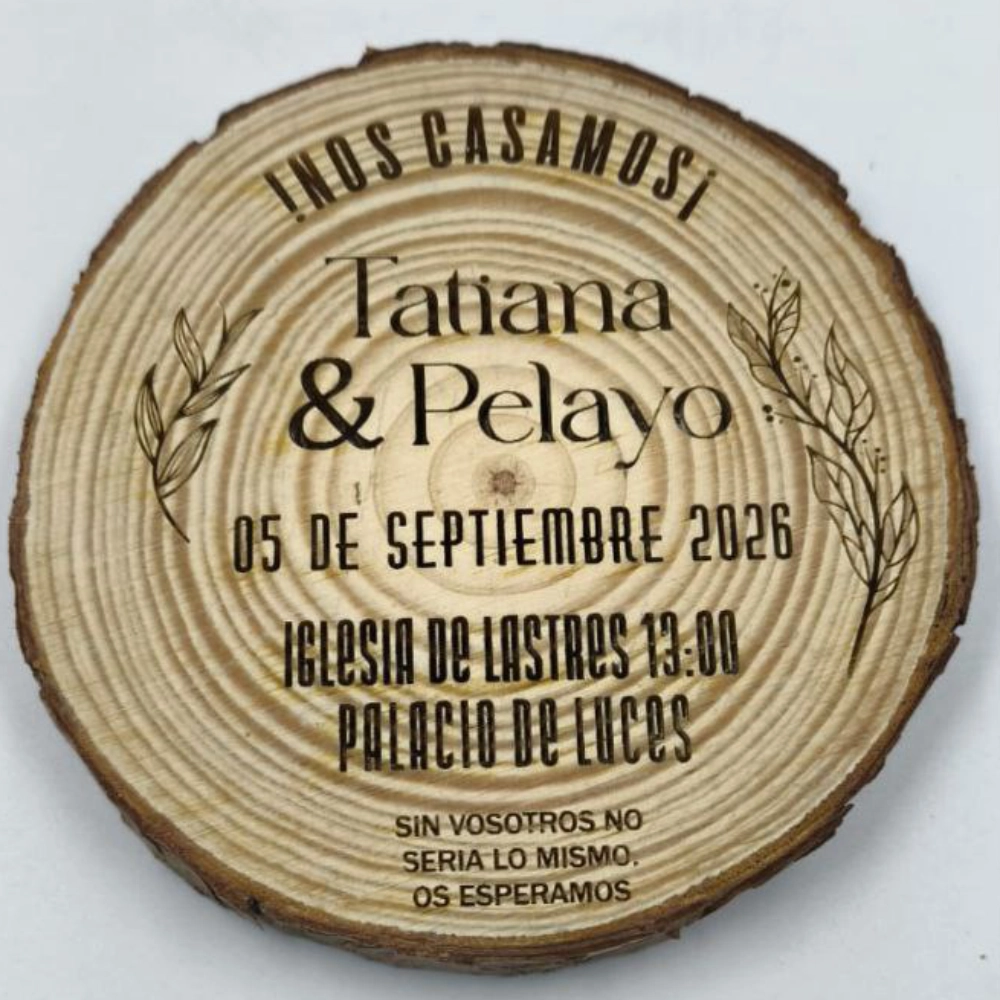 !NOS CASAMOS¡
Tatiana
& Pelayo
05 DE SEPTIEMBRE 2026
IGLESIA DE LASTRES 13:00
PALACIO DE LUCES
SIN VOSOTROS NO
SERIA LO MISMO.
OS ESPERAMOS